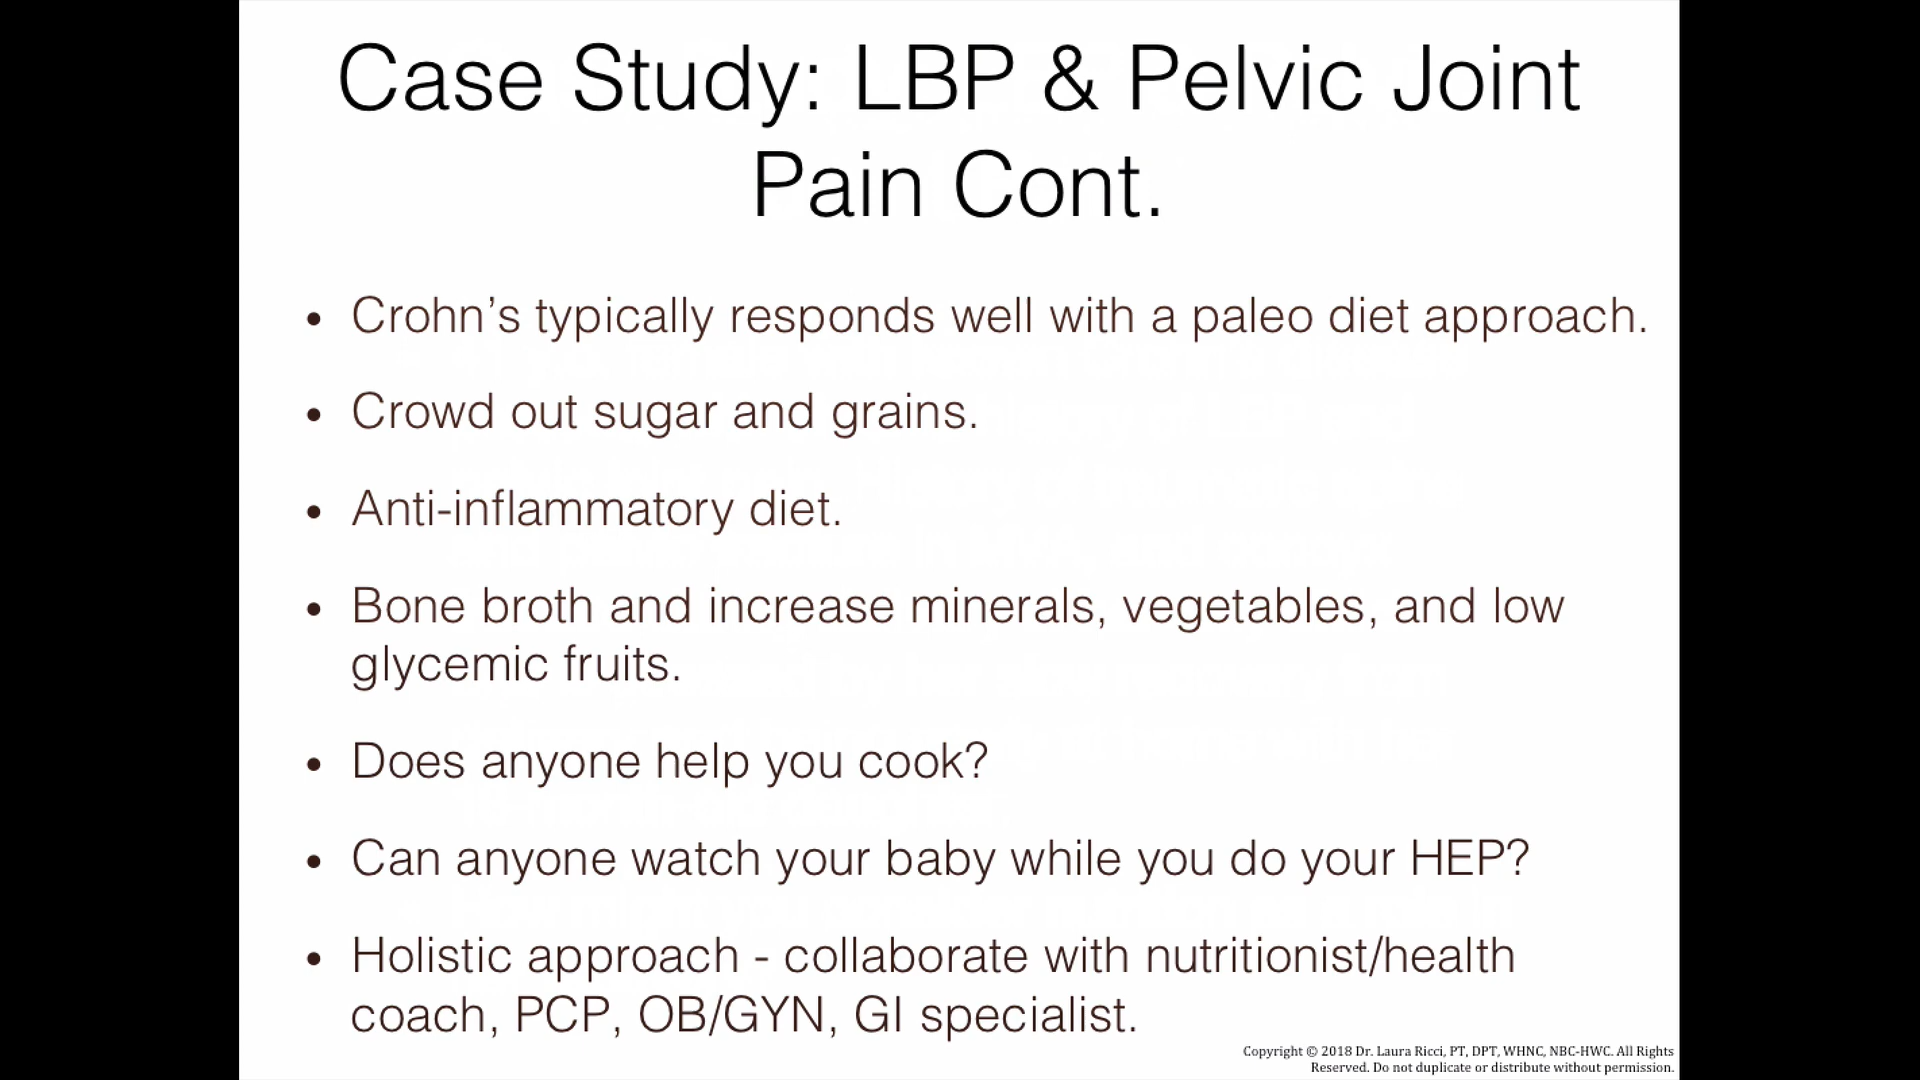 Case Study: LBP & Pelvic Joint
Pain Cont.
• Crohn’s typically responds well with a paleo diet approach.
• Crowd out sugar and grains.
• Anti-inflammatory diet.
• Bone broth and increase minerals, vegetables, and low
glycemic fruits.
• Does anyone help you cook?
• Can anyone watch your baby while you do your HEP?
• Holistic approach - collaborate with nutritionist/health
coach, PCP, OB/GYN, GI specialist.
Copyright © 2018 Dr. Laura Ricci, PT, DPT, WHNC, NBC-HWC. All Rights
Reserved. Do not duplicate or distribute without permission.